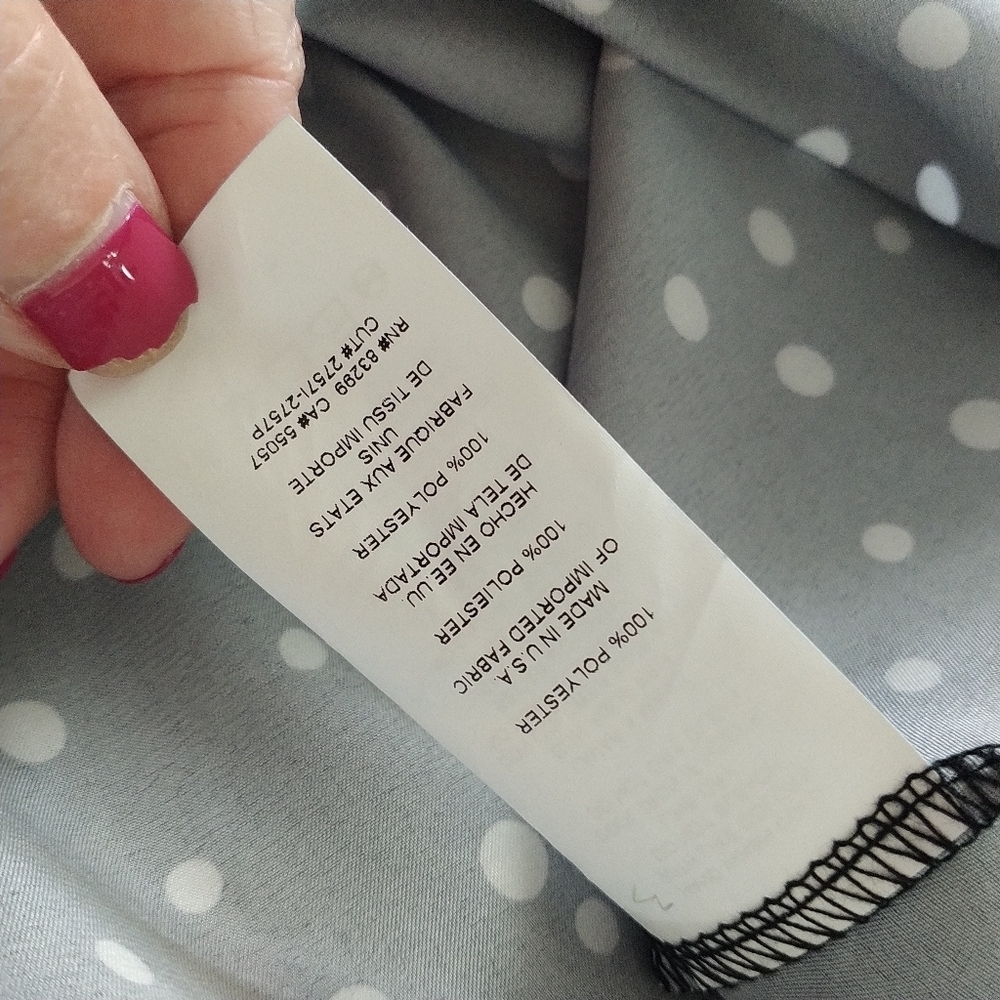 100% POLYESTER
MADE IN U.S.A.
OF IMPORTED FABRIC
100% POLIESTER
HECHO EN EE.UU.
DE TELA IMPORTADA
100% POLYESTER
FABRIQUE AUX ETATS
UNIS
DE TISSU IMPORTE
RN# 83299 CA# 55057
CUT# 27571-2757P